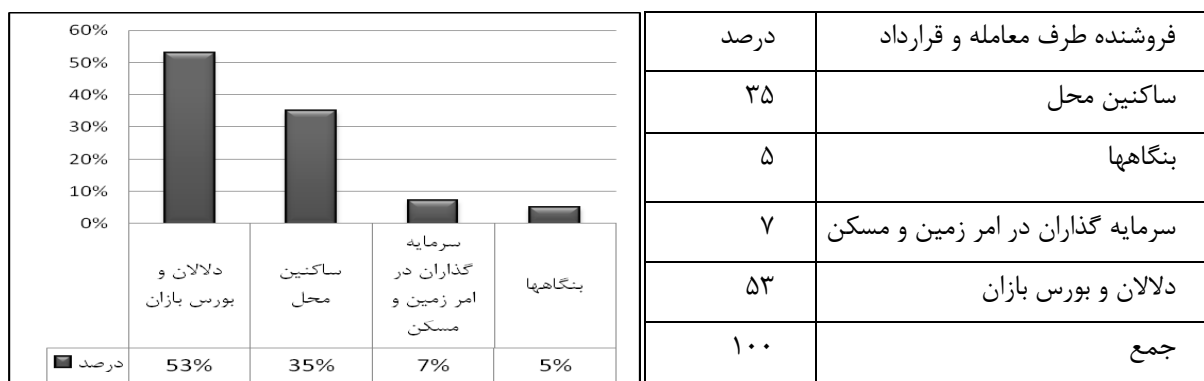 فروشنده طرف معامله و قرارداد
درصد
ساکنین محل
۳۵
بنگاهها
۵
سرمایه گذاران در امر زمین و مسکن
۷
دلالان و بورس بازان
۵۳
جمع
۱۰۰
60%
50%
40%
30%
20%
10%
0%
دلالان و
بورس بازان
ساکنین
محل
سرمایه
گذاران در
امر زمین و
مسکن
بنگاهها
درصد
53%
35%
7%
5%